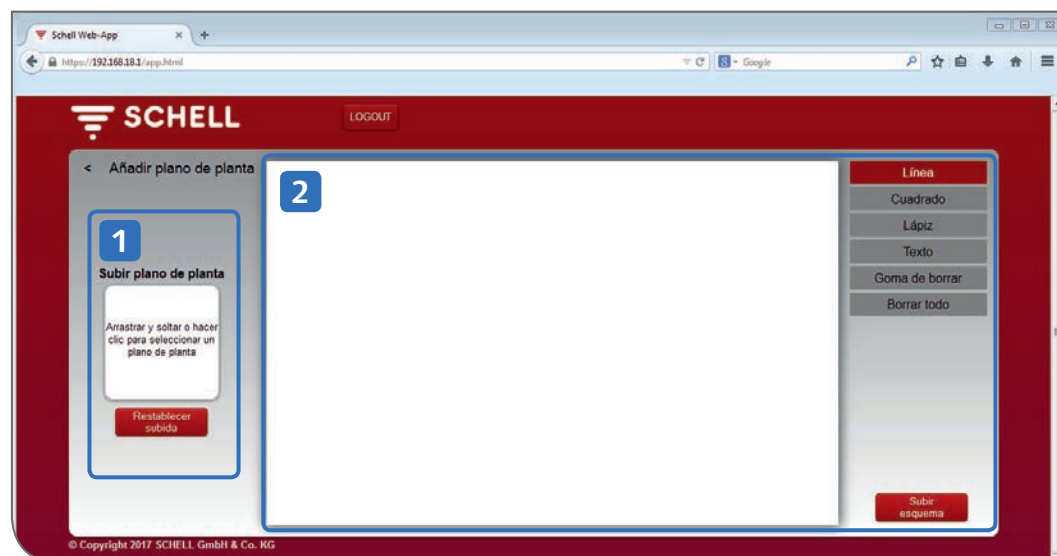 Schell Web-App
https://192.168.18.1/app.html
Google
SCHELL
LOGOUT
< Añadir plano de planta
1
Subir plano de planta
Arrastrar y soltar o hacer
clic para seleccionar un
plano de planta
Restablecer
subida
2
Línea
Cuadrado
Lápiz
Texto
Goma de borrar
Borrar todo
Subir
esquema
© Copyright 2017 SCHELL GmbH & Co. KG